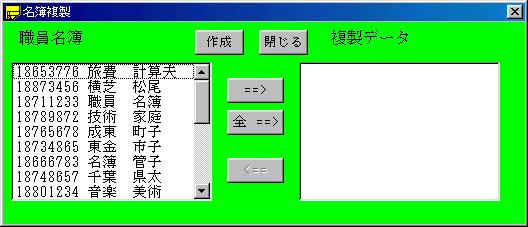 名簿複製
職員名簿
作成
閉じる
複製データ
18653776 旅費 計算夫
18873456 横芝 松尾
18711233 職員 名簿
18789872 技術 家庭
18765678 成東 町子
18734865 東金 市子
18666783 名簿 管子
18748657 千葉 県太
18801234 音楽 美術
==>
全 ==>
<==